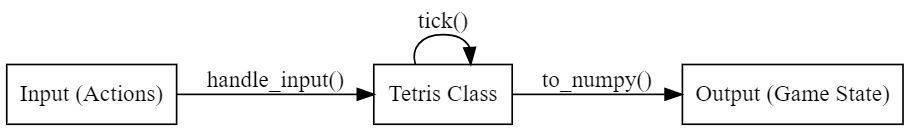 tick()
Input (Actions)
handle_input()
Tetris Class
to_numpy()
Output (Game State)